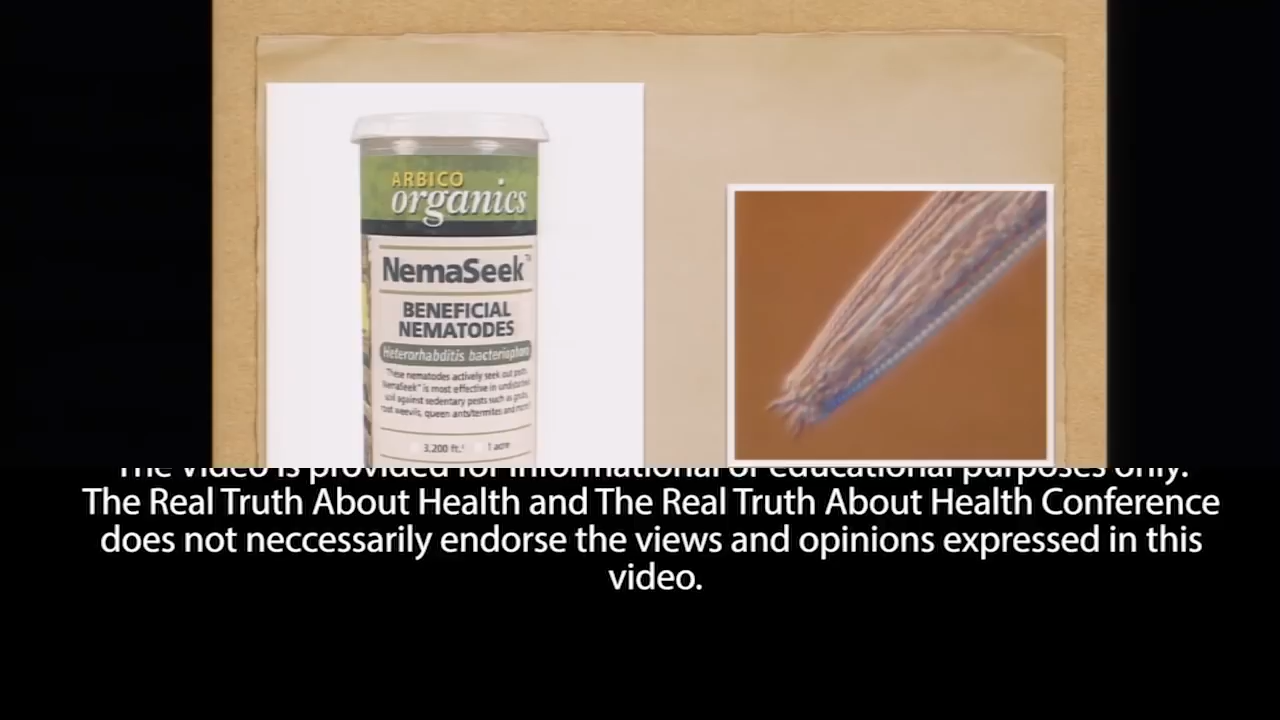 ARBICO
organics
NemaSeek™
BENEFICIAL
NEMATODES
Heterorhabditis bacteriophora
These nematodes actively seek out pests.
NemaSeek™ is most effective in undisturbed
soil against sedentary pests such as grubs,
root weevils, queen ants/termites and more!
3,200 ft.² 1 acre
The video is provided for informational or educational purposes only.
The Real Truth About Health and The Real Truth About Health Conference
does not neccessarily endorse the views and opinions expressed in this
video.